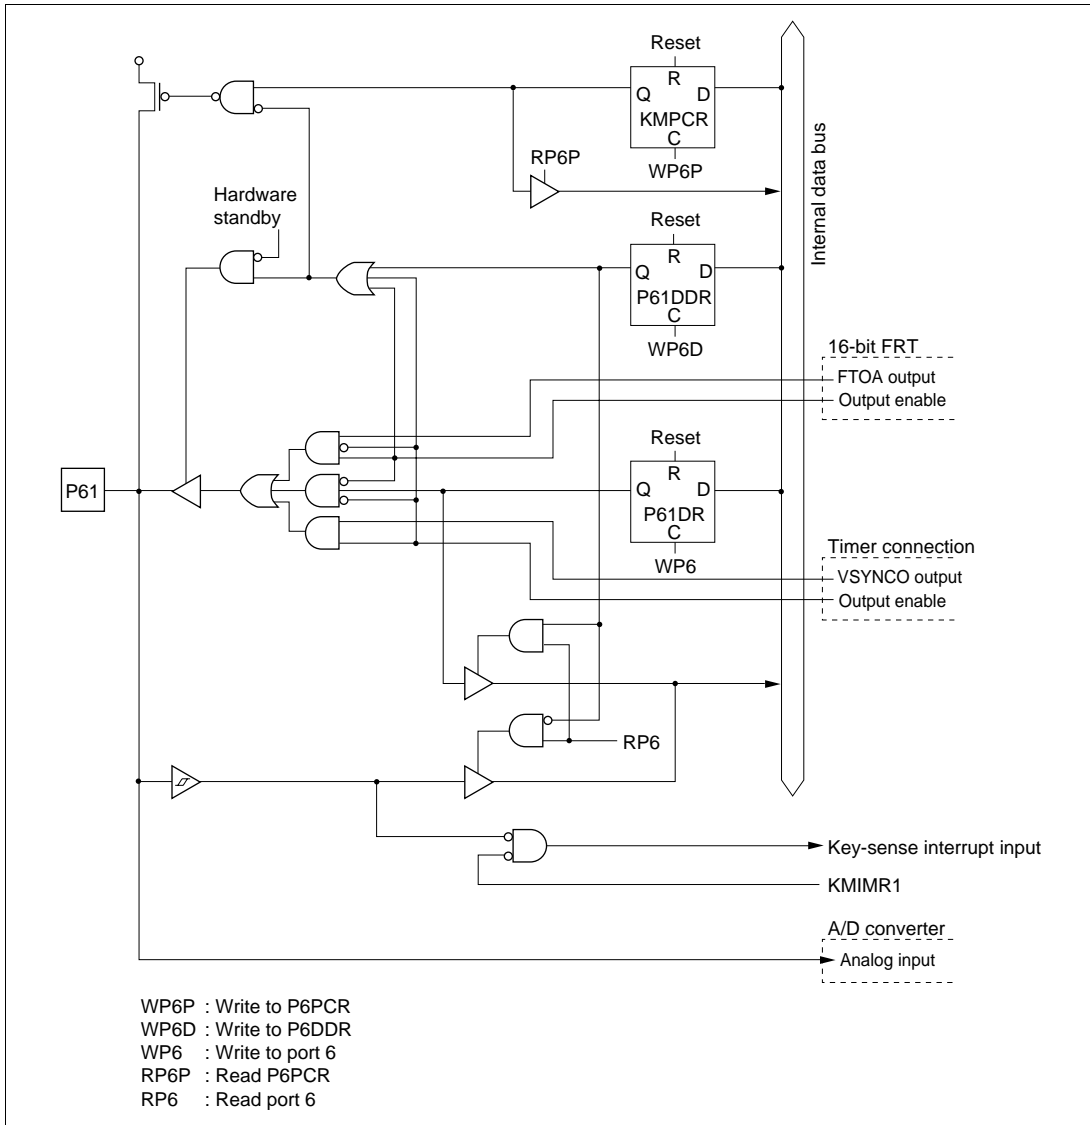 Reset
R
Q D
KMPCR
C
WP6P
RP6P
Hardware
standby
Internal data bus
Reset
R
Q D
P61DDR
C
WP6D
16-bit FRT
FTOA output
Output enable
Reset
R
Q D
P61DR
C
WP6
P61
Timer connection
VSYNCO output
Output enable
RP6
Key-sense interrupt input
KMIMR1
A/D converter
Analog input
WP6P : Write to P6PCR
WP6D : Write to P6DDR
WP6 : Write to port 6
RP6P : Read P6PCR
RP6 : Read port 6